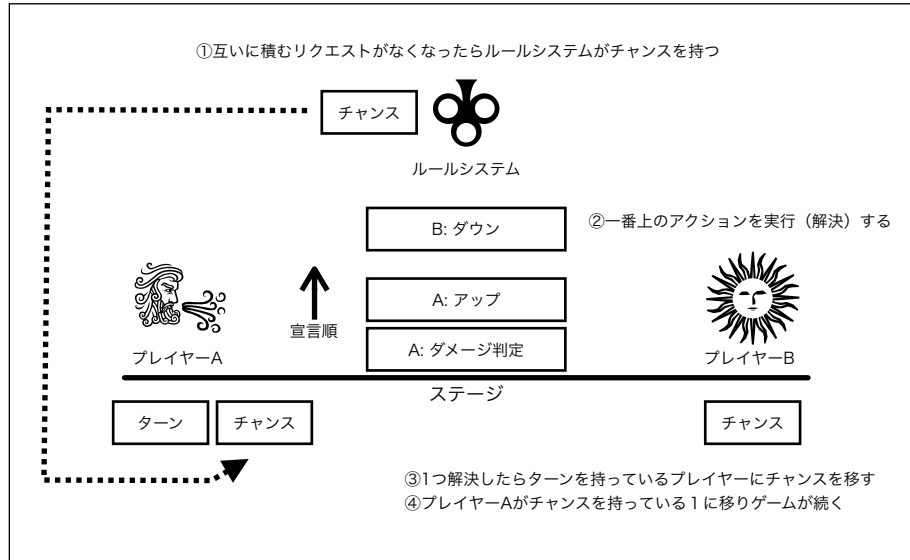 ①互いに積むリクエストがなくなったらルールシステムがチャンスを持つ
チャンス
ルールシステム
B: ダウン
②一番上のアクションを実行（解決）する
A: アップ
宣言順
A: ダメージ判定
プレイヤーA
プレイヤーB
ステージ
ターン
チャンス
チャンス
③1つ解決したらターンを持っているプレイヤーにチャンスを移す
④プレイヤーAがチャンスを持っている１に移りゲームが続く